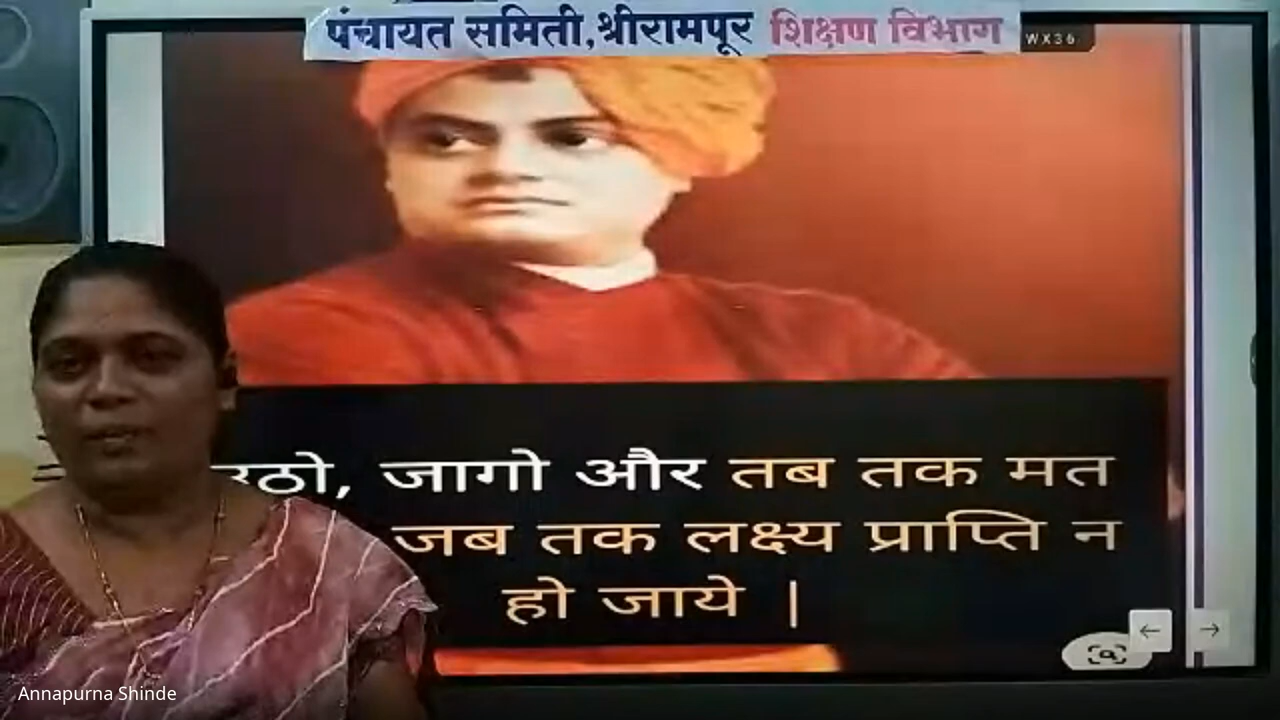 पंचायत समिती,श्रीरामपूर शिक्षण विभाग
WX36
जागो और तब तक मत
जब तक लक्ष्य प्राप्ति न
हो जाये |
Annapurna Shinde